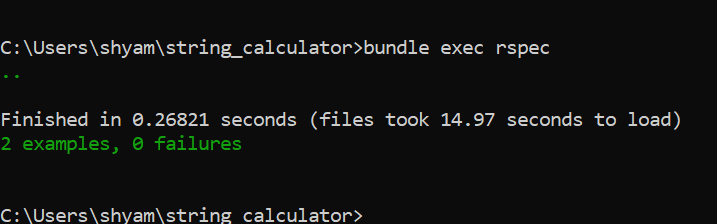 C:\Users\shyam\string_calculator>bundle exec rspec
..
Finished in 0.26821 seconds (files took 14.97 seconds to load)
2 examples, 0 failures
C:\Users\shyam\string_calculator>